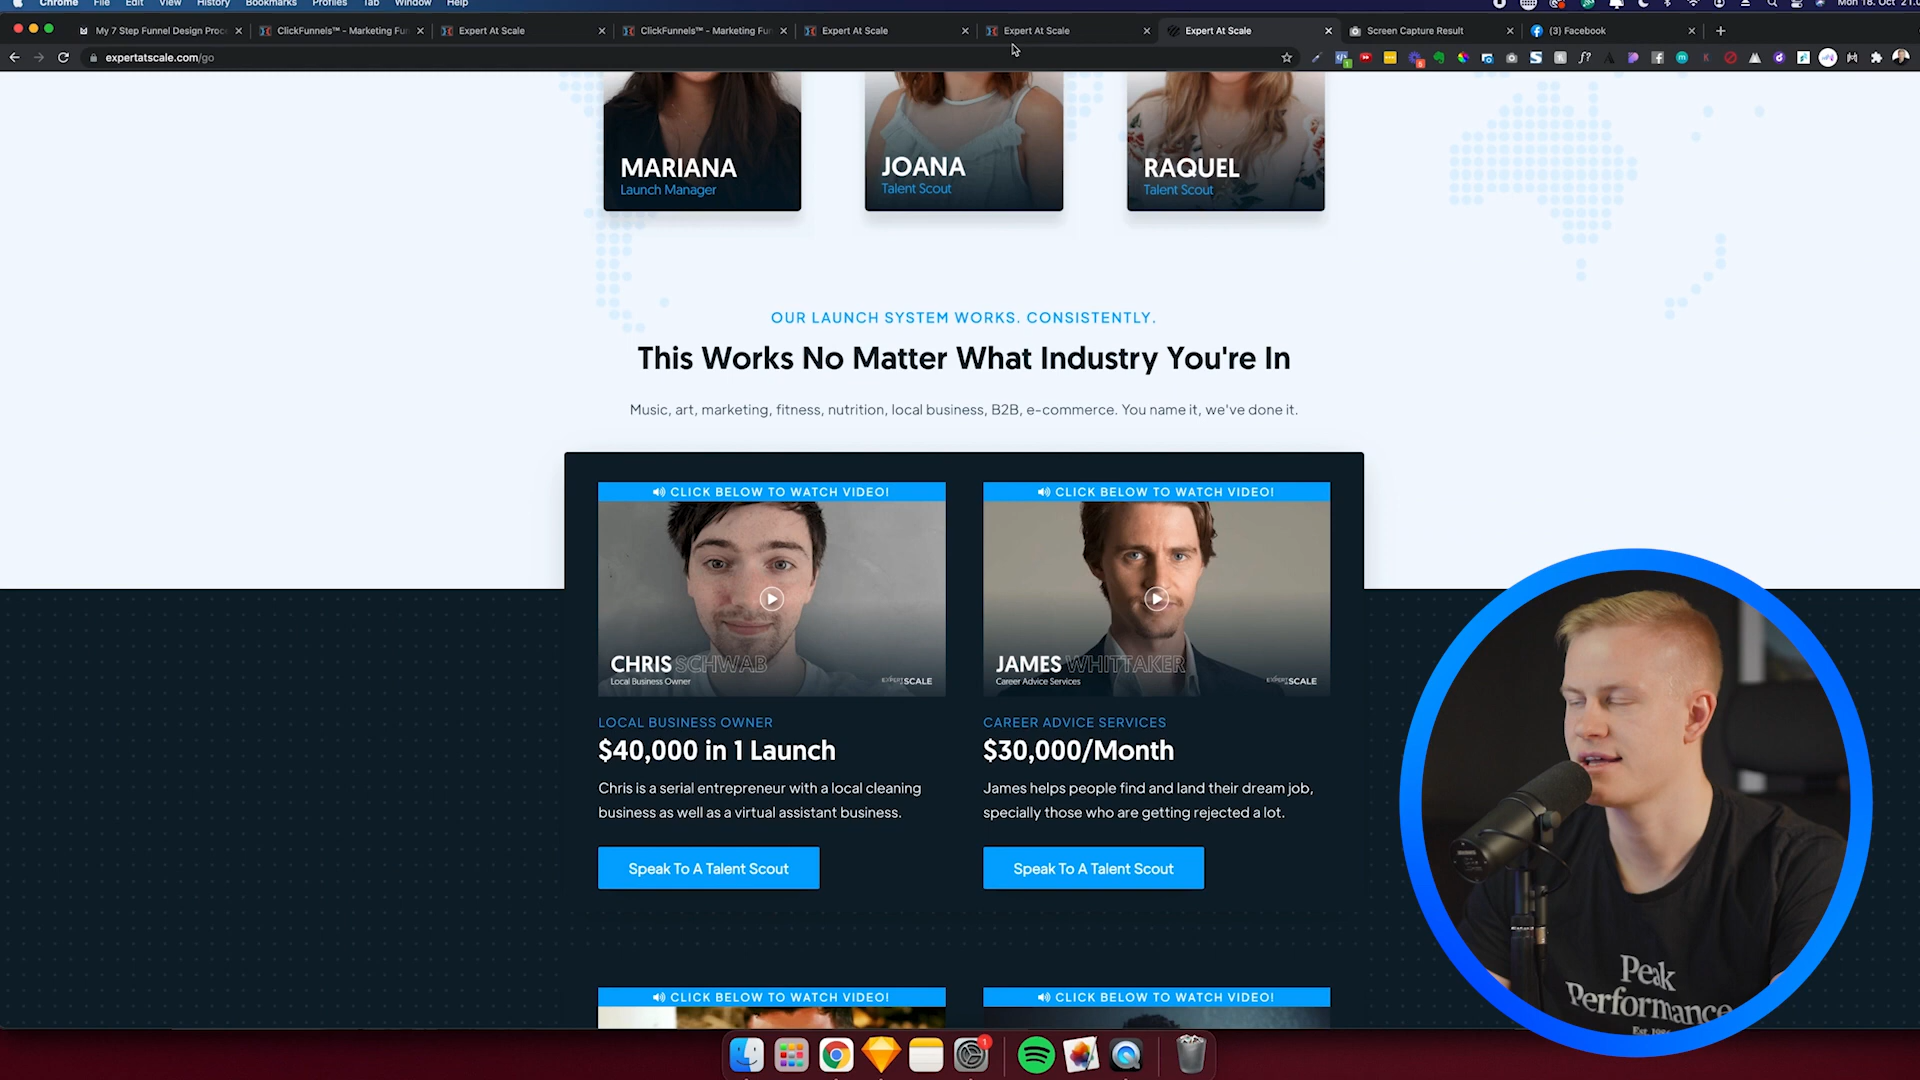 Chrome File Edit View History Bookmarks Profiles Tab Window Help
Mon 18. Oct
My 7 Step Funnel Design Proc
ClickFunnels™ - Marketing Fu
Expert At Scale
ClickFunnels™ - Marketing Fu
Expert At Scale
Expert At Scale
Expert At Scale
Screen Capture Result
(3) Facebook
expertatscale.com/go
MARIANA
Launch Manager
JOANA
Talent Scout
RAQUEL
Talent Scout
OUR LAUNCH SYSTEM WORKS. CONSISTENTLY.
This Works No Matter What Industry You're In
Music, art, marketing, fitness, nutrition, local business, B2B, e-commerce. You name it, we've done it.
CLICK BELOW TO WATCH VIDEO!
CHRIS SCHWAB
Local Business Owner
EXPERT SCALE
LOCAL BUSINESS OWNER
$40,000 in 1 Launch
Chris is a serial entrepreneur with a local cleaning
business as well as a virtual assistant business.
Speak To A Talent Scout
CLICK BELOW TO WATCH VIDEO!
JAMES WHITTAKER
Career Advice Services
EXPERT SCALE
CAREER ADVICE SERVICES
$30,000/Month
James helps people find and land their dream job,
specially those who are getting rejected a lot.
Speak To A Talent Scout
CLICK BELOW TO WATCH VIDEO!
CLICK BELOW TO WATCH VIDEO!
Peak
Performance
Est. 1986